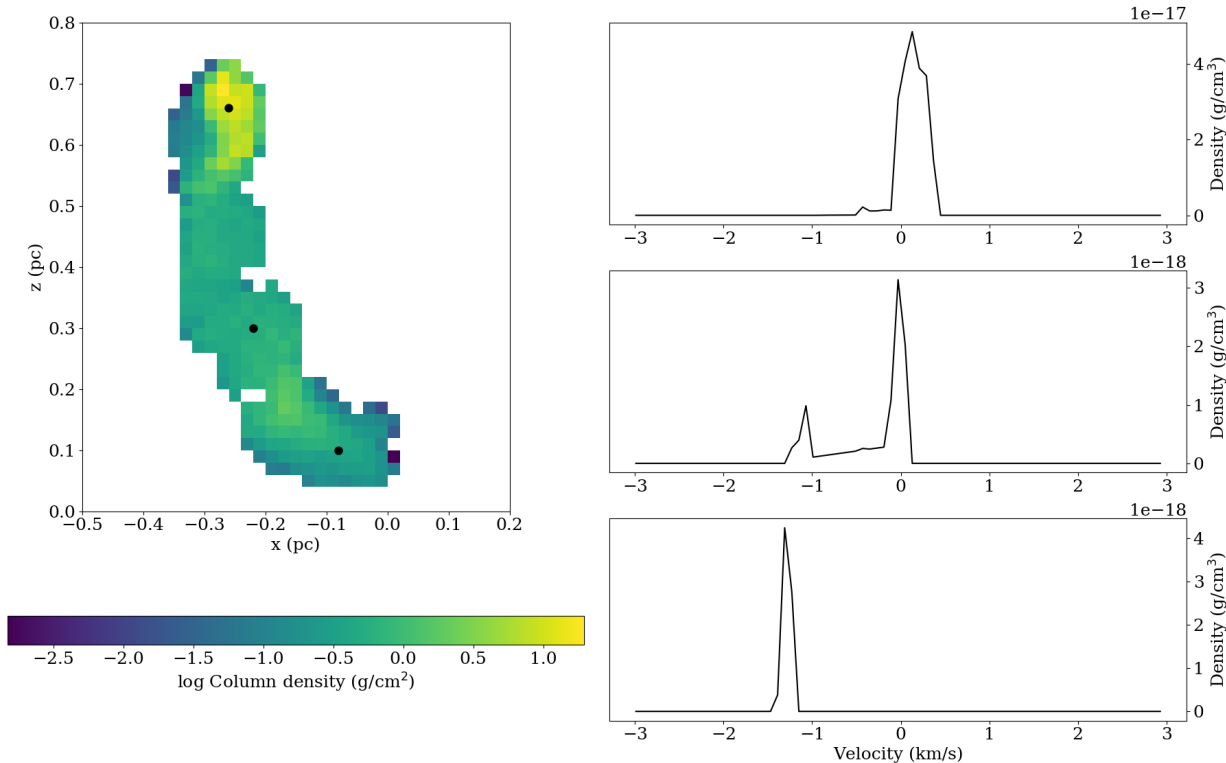 0.8
0.7
0.6
0.5
0.4
0.3
0.2
0.1
0.0
z (pc)
−0.5 −0.4 −0.3 −0.2 −0.1 0.0 0.1 0.2
x (pc)
−2.5 −2.0 −1.5 −1.0 −0.5 0.0 0.5 1.0
log Column density (g/cm²)
1e−17
4
2
0
Density (g/cm³)
−3 −2 −1 0 1 2 3
1e−18
3
2
1
0
Density (g/cm³)
−3 −2 −1 0 1 2 3
1e−18
4
3
2
1
0
Density (g/cm³)
−3 −2 −1 0 1 2 3
Velocity (km/s)